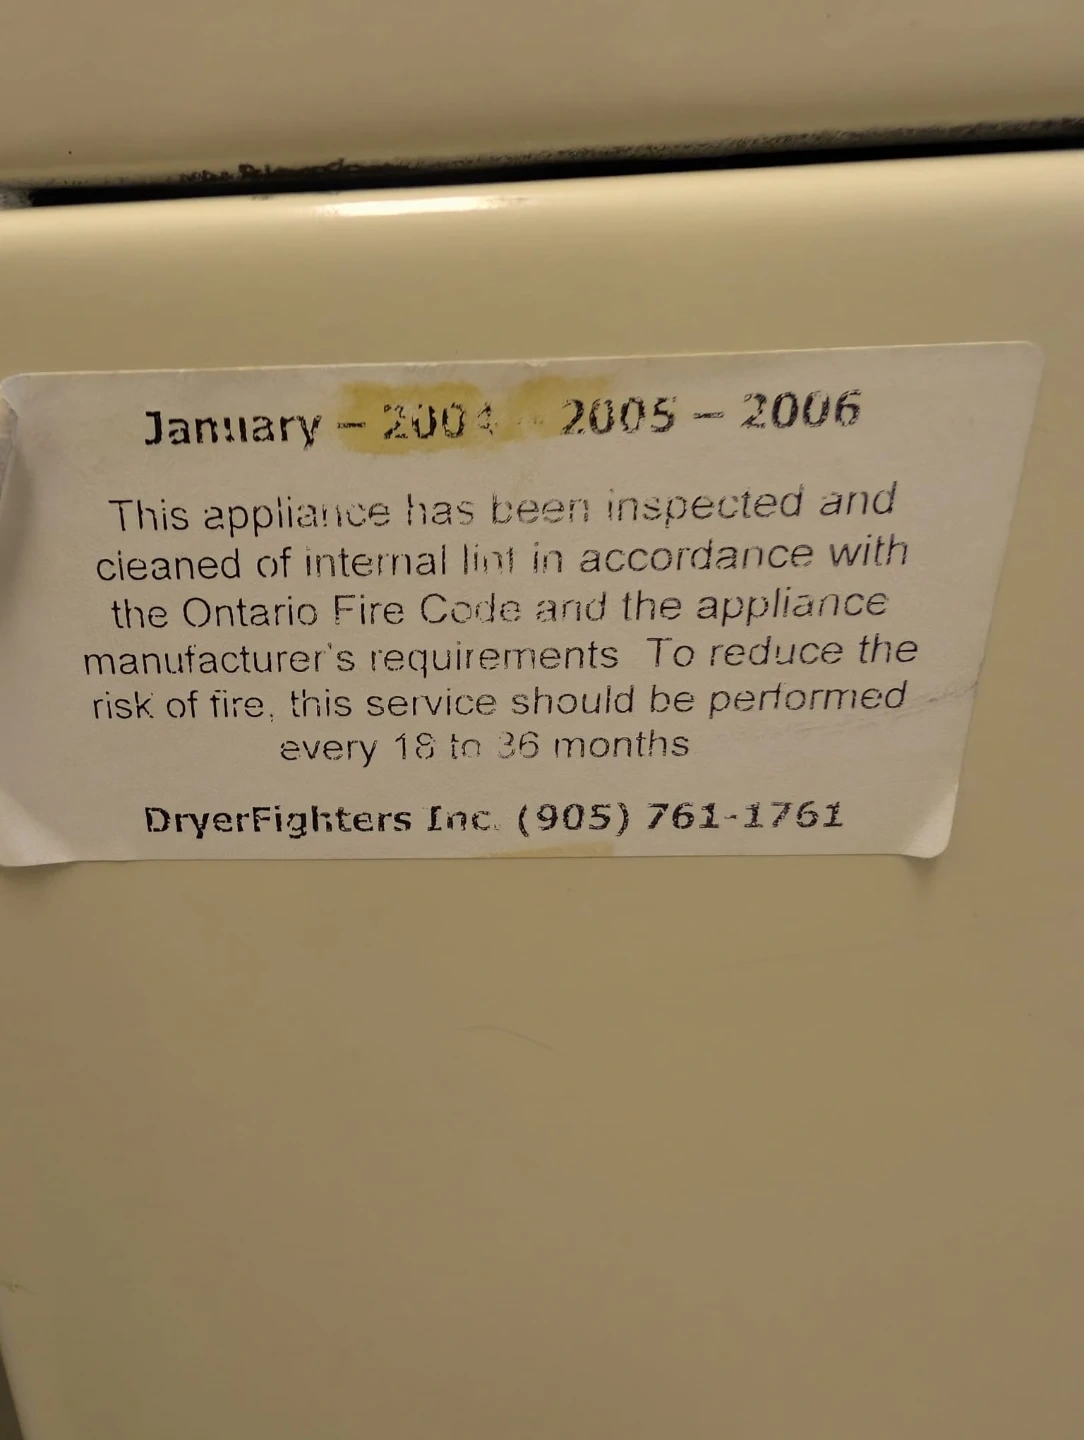 January – 2004 - 2005 – 2006
This appliance has been inspected and
cleaned of internal lint in accordance with
the Ontario Fire Code and the appliance
manufacturer's requirements To reduce the
risk of fire, this service should be performed
every 18 to 36 months
DryerFighters Inc. (905) 761-1761